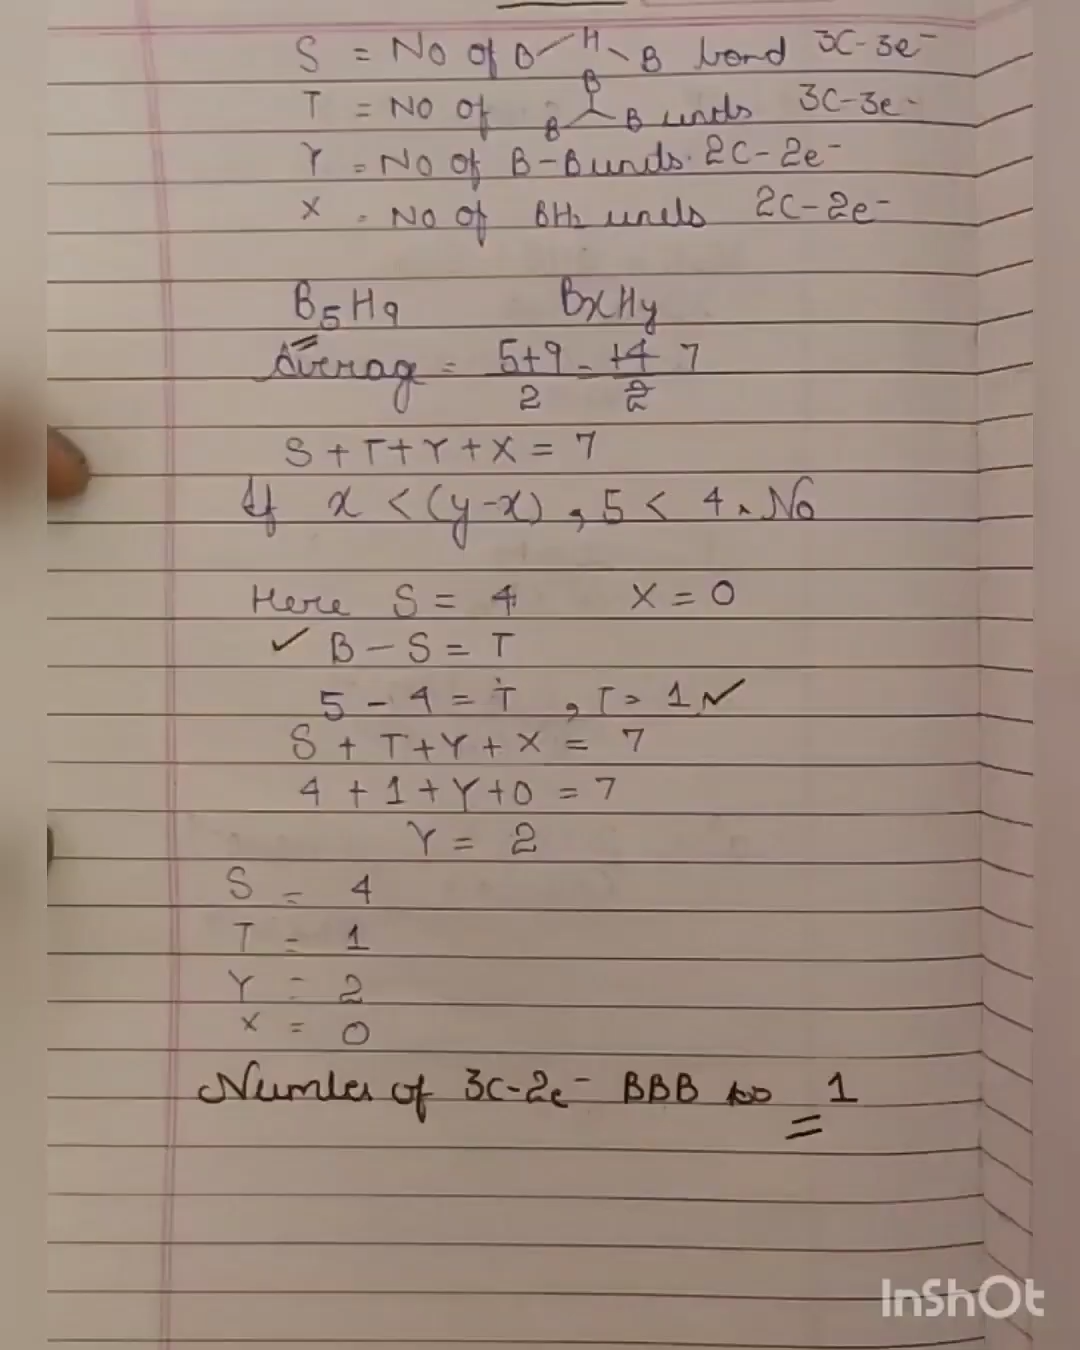 S = No of B H B bond 3C-3e-
T = No of B B B units 3C-3e-
Y = No of B-B units. 2C-2e-
X = No of BH2 units 2C-2e-
B5H9 BxHy
Average = 5+9/2 = 14/2 7
S+T+Y+X = 7
If x < (y-x), 5 < 4. No
Here S = 4 X = 0
✓ B - S = T
5 - 4 = T , T = 1 ✓
S + T + Y + X = 7
4 + 1 + Y + 0 = 7
Y = 2
S = 4
T = 1
Y = 2
X = 0
Number of 3C-2e- BBB 1
=
InShOt